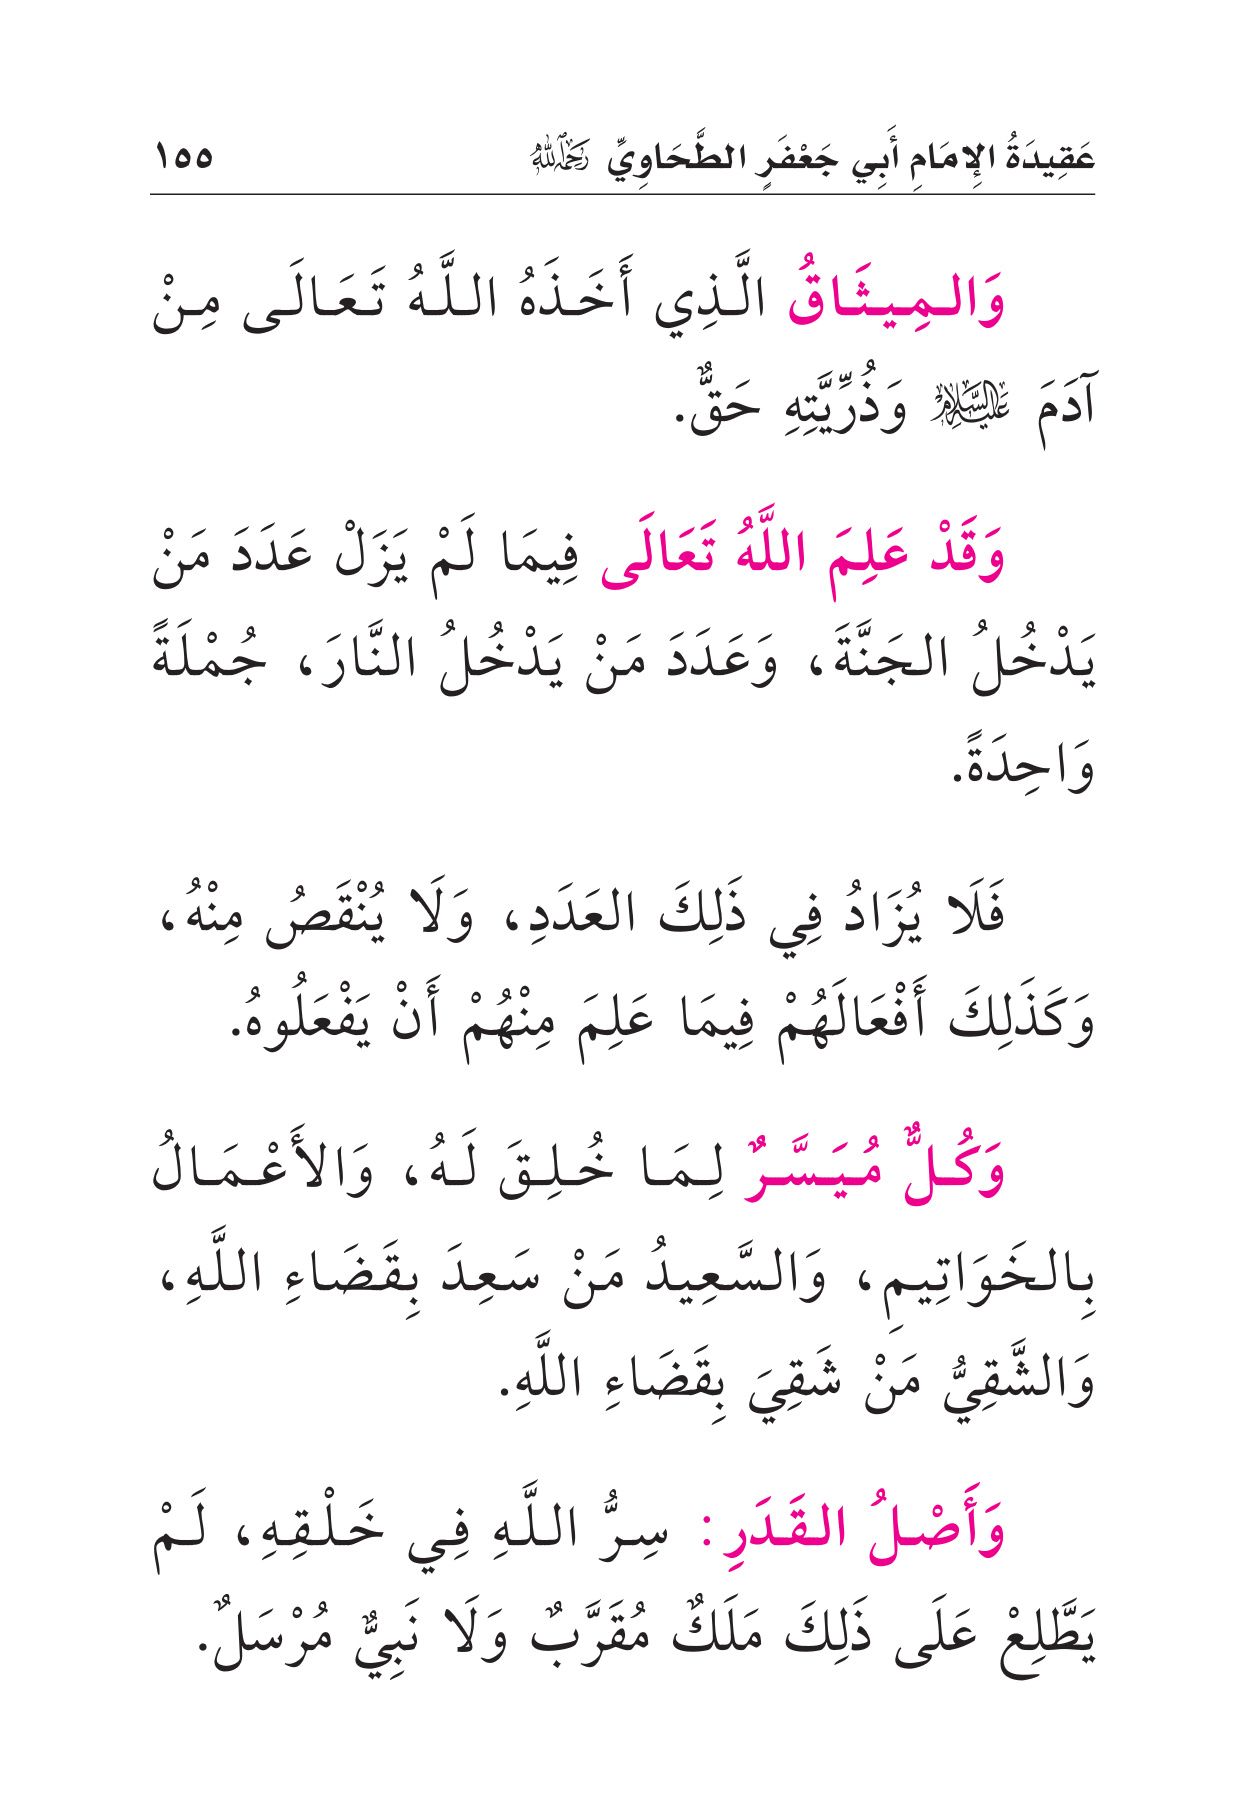 عَقِيدَةُ الإِمَامِ أَبِي جَعْفَرٍ الطَّحَاوِيِّ رَحِمَهُ اللَّهُ ١٥٥
وَالمِيثَاقُ الَّذِي أَخَذَهُ اللَّهُ تَعَالَى مِنْ
آدَمَ عَلَيْهِ السَّلَامُ وَذُرِّيَّتِهِ حَقٌّ.
وَقَدْ عَلِمَ اللَّهُ تَعَالَى فِيمَا لَمْ يَزَلْ عَدَدَ مَنْ
يَدْخُلُ الجَنَّةَ، وَعَدَدَ مَنْ يَدْخُلُ النَّارَ، جُمْلَةً
وَاحِدَةً.
فَلَا يُزَادُ فِي ذَلِكَ العَدَدِ، وَلَا يُنْقَصُ مِنْهُ،
وَكَذَلِكَ أَفْعَالَهُمْ فِيمَا عَلِمَ مِنْهُمْ أَنْ يَفْعَلُوهُ.
وَكُلٌّ مُيَسَّرٌ لِمَا خُلِقَ لَهُ، وَالأَعْمَالُ
بِالخَوَاتِيمِ، وَالسَّعِيدُ مَنْ سَعِدَ بِقَضَاءِ اللَّهِ،
وَالشَّقِيُّ مَنْ شَقِيَ بِقَضَاءِ اللَّهِ.
وَأَصْلُ القَدَرِ: سِرُّ اللَّهِ فِي خَلْقِهِ، لَمْ
يَطَّلِعْ عَلَى ذَلِكَ مَلَكٌ مُقَرَّبٌ وَلَا نَبِيٌّ مُرْسَلٌ.